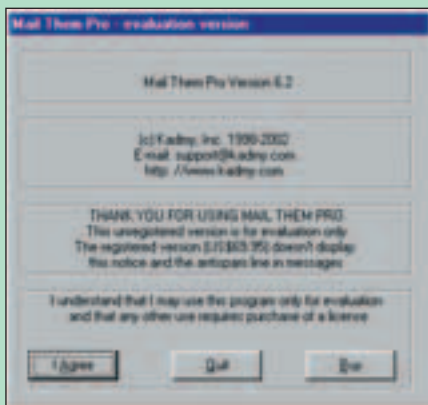 Mail Them Pro - evaluation version
Mail Them Pro Version 6.2
(c) Kadmy, Inc. 1998-2002
E-mail: support@kadmy.com
http://www.kadmy.com
THANK YOU FOR USING MAIL THEM PRO
This unregistered version is for evaluation only
The registered version (US$69.95) doesn't display
this notice and the antispam line in messages
I understand that I may use this program only for evaluation
and that any other use requires purchase of a license
I Agree
Quit
Buy